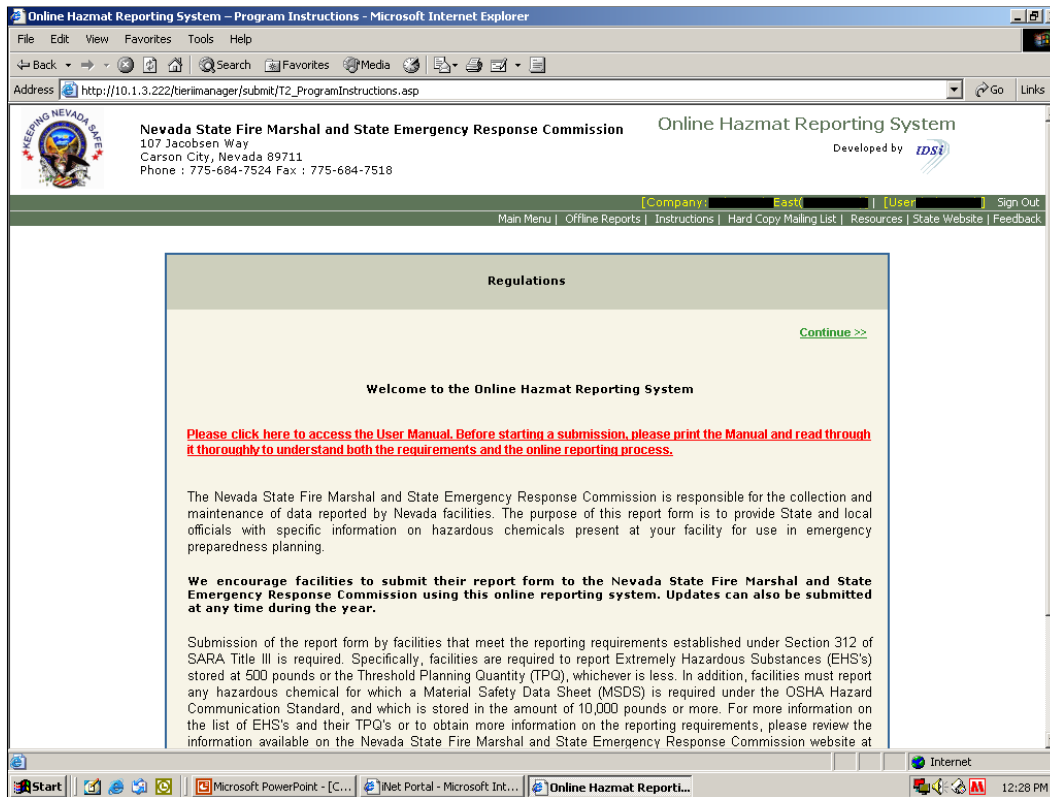 Online Hazmat Reporting System – Program Instructions - Microsoft Internet Explorer
File Edit View Favorites Tools Help
Back Search Favorites Media
Address http://10.1.3.222/tieriimanager/submit/T2_ProgramInstructions.asp Go Links
KEEPING NEVADA SAFE
Nevada State Fire Marshal and State Emergency Response Commission
107 Jacobsen Way
Carson City, Nevada 89711
Phone : 775-684-7524 Fax : 775-684-7518
Online Hazmat Reporting System
Developed by IDSi
[Company: East( | [User ] Sign Out
Main Menu | Offline Reports | Instructions | Hard Copy Mailing List | Resources | State Website | Feedback
Regulations
Continue >>
Welcome to the Online Hazmat Reporting System
Please click here to access the User Manual. Before starting a submission, please print the Manual and read through
it thoroughly to understand both the requirements and the online reporting process.
The Nevada State Fire Marshal and State Emergency Response Commission is responsible for the collection and
maintenance of data reported by Nevada facilities. The purpose of this report form is to provide State and local
officials with specific information on hazardous chemicals present at your facility for use in emergency
preparedness planning.
We encourage facilities to submit their report form to the Nevada State Fire Marshal and State
Emergency Response Commission using this online reporting system. Updates can also be submitted
at any time during the year.
Submission of the report form by facilities that meet the reporting requirements established under Section 312 of
SARA Title III is required. Specifically, facilities are required to report Extremely Hazardous Substances (EHS's)
stored at 500 pounds or the Threshold Planning Quantity (TPQ), whichever is less. In addition, facilities must report
any hazardous chemical for which a Material Safety Data Sheet (MSDS) is required under the OSHA Hazard
Communication Standard, and which is stored in the amount of 10,000 pounds or more. For more information on
the list of EHS's and their TPQ's or to obtain more information on the reporting requirements, please review the
information available on the Nevada State Fire Marshal and State Emergency Response Commission website at
Internet
Start Microsoft PowerPoint - [C... iNet Portal - Microsoft Int... Online Hazmat Reporti... 12:28 PM